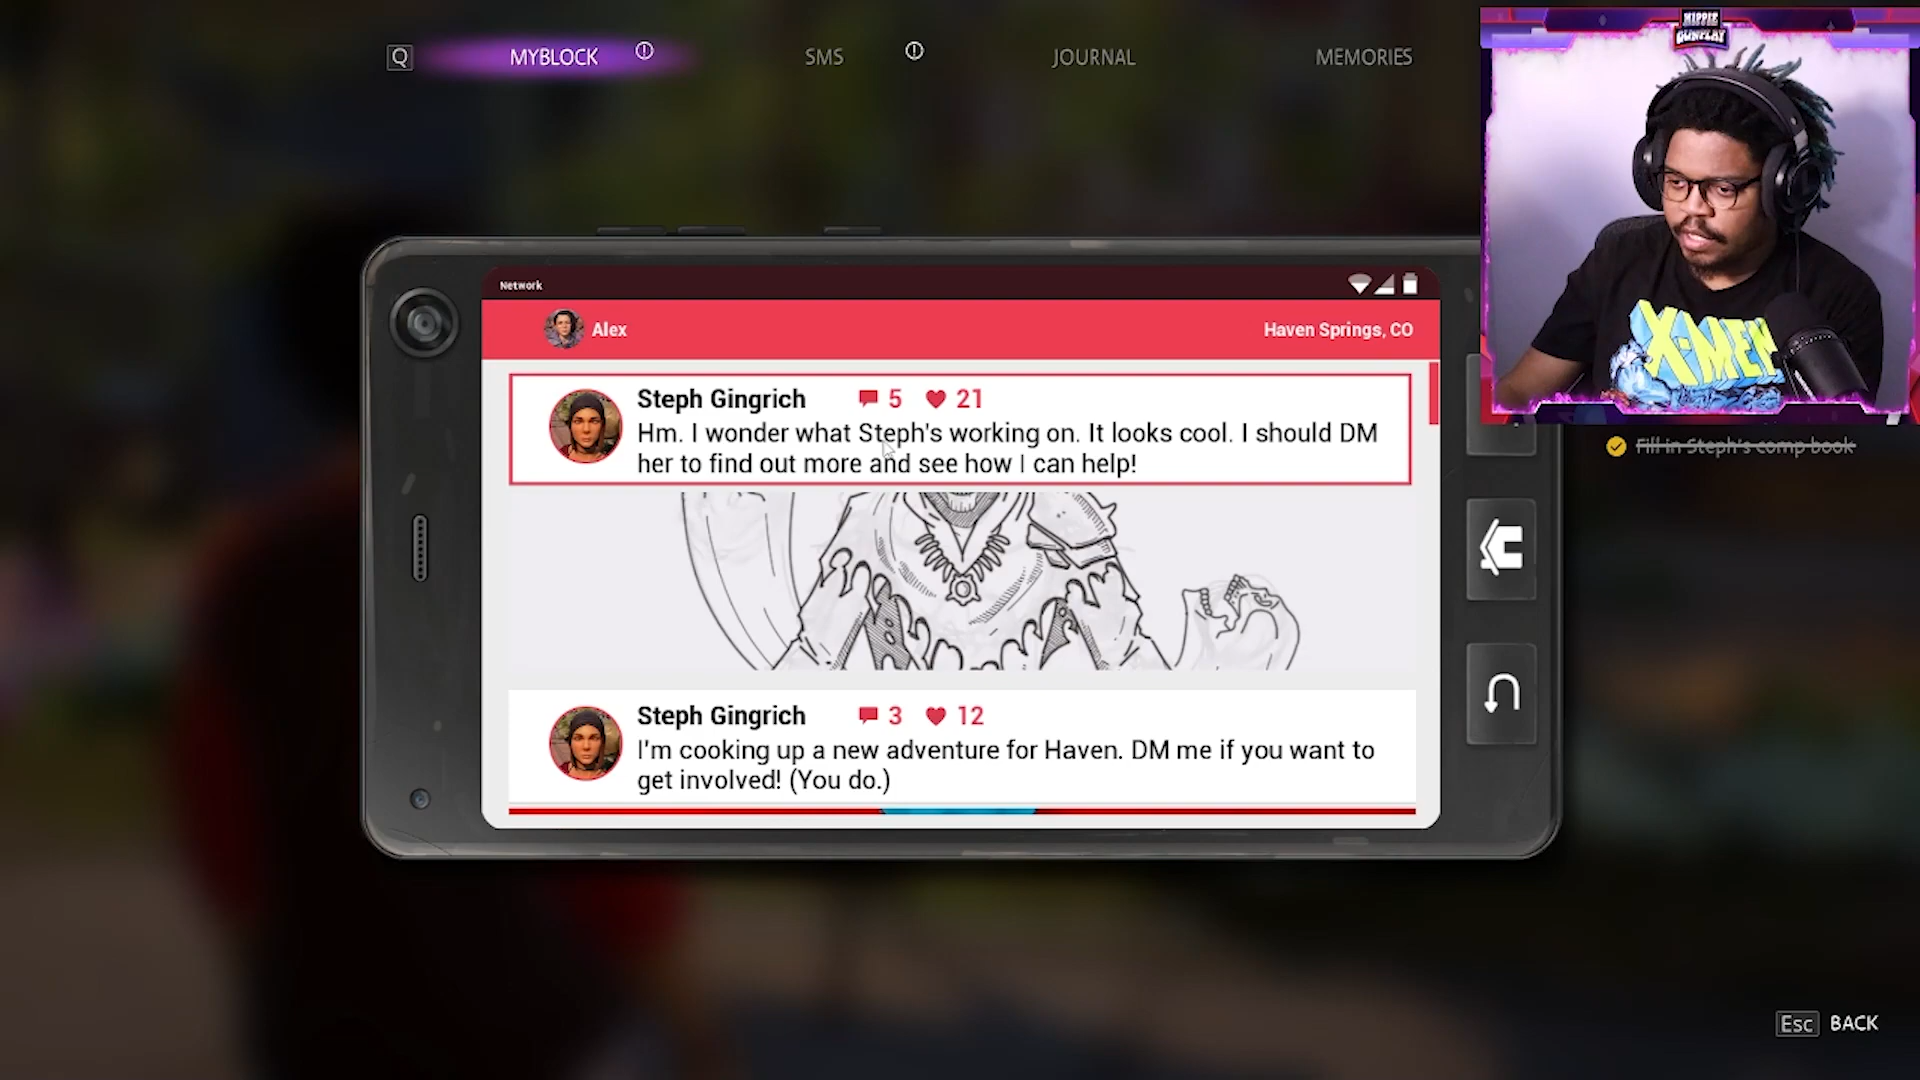 HIPPIE
GUNPLAY
Q MYBLOCK SMS JOURNAL MEMORIES
Network
Alex
Haven Springs, CO
Steph Gingrich 5 21
Hm. I wonder what Steph's working on. It looks cool. I should DM
her to find out more and see how I can help!
Steph Gingrich 3 12
I'm cooking up a new adventure for Haven. DM me if you want to
get involved! (You do.)
X-MEN
Fill in Steph's comp book
Esc BACK